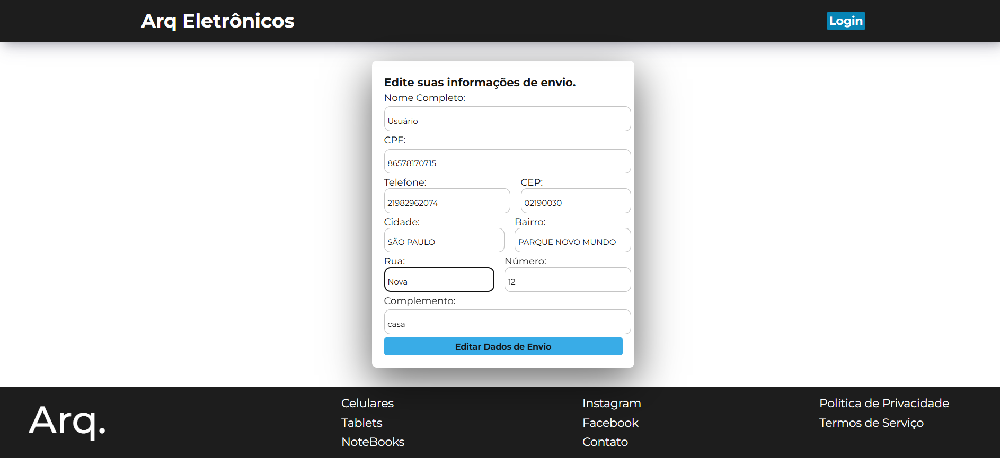 Arq Eletrônicos
Login
Edite suas informações de envio.
Nome Completo:
Usuário
CPF:
86578170715
Telefone: CEP:
21982962074 02190030
Cidade: Bairro:
SÃO PAULO PARQUE NOVO MUNDO
Rua: Número:
Nova 12
Complemento:
casa
Editar Dados de Envio
Arq.
Celulares
Tablets
NoteBooks
Instagram
Facebook
Contato
Política de Privacidade
Termos de Serviço